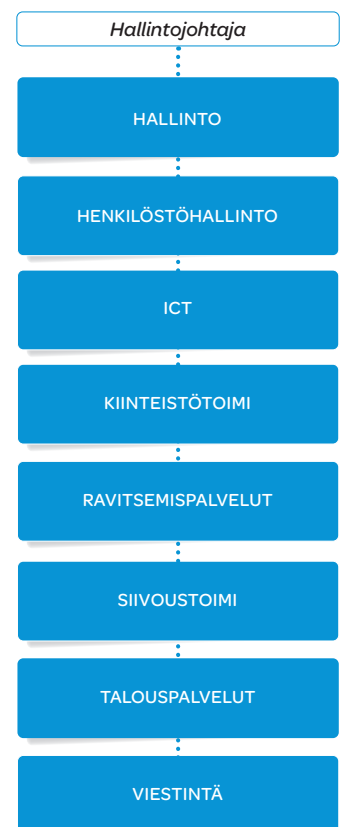 Hallintojohtaja
HALLINTO
HENKILÖSTÖHALLINTO
ICT
KIINTEISTÖTOIMI
RAVITSEMISPALVELUT
SIIVOUSTOIMI
TALOUSPALVELUT
VIESTINTÄ